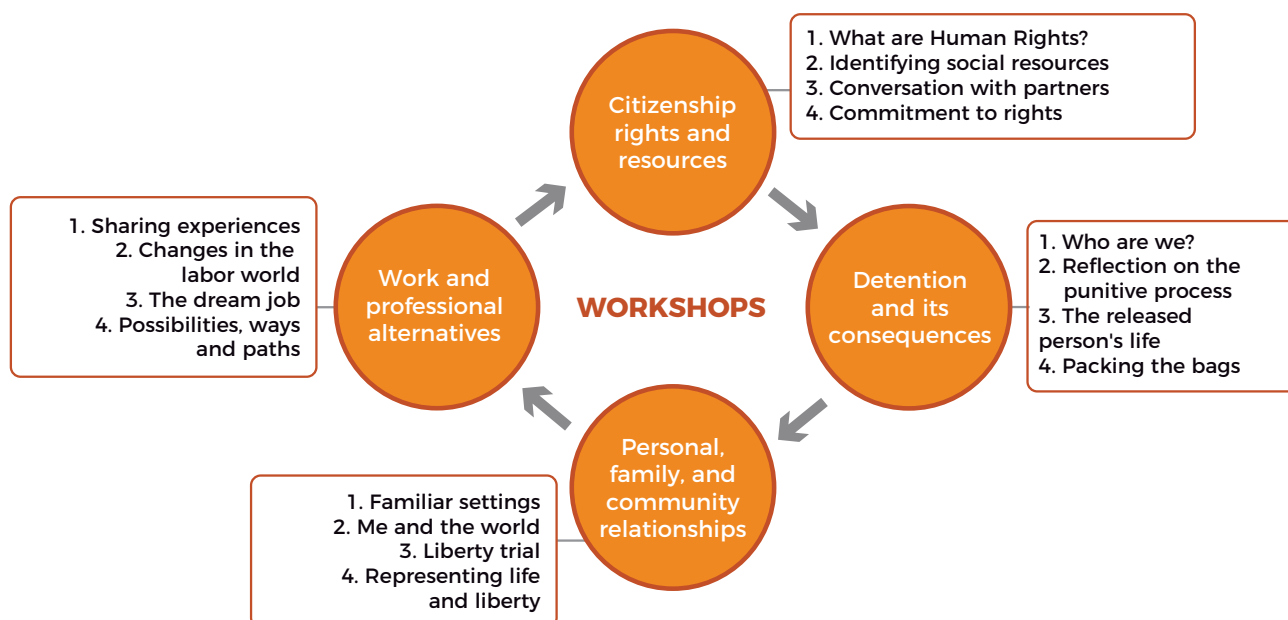 Citizenship
rights and
resources
1. What are Human Rights?
2. Identifying social resources
3. Conversation with partners
4. Commitment to rights
Detention
and its
consequences
1. Who are we?
2. Reflection on the
punitive process
3. The released
person's life
4. Packing the bags
Personal,
family, and
community
relationships
1. Familiar settings
2. Me and the world
3. Liberty trial
4. Representing life
and liberty
Work and
professional
alternatives
1. Sharing experiences
2. Changes in the
labor world
3. The dream job
4. Possibilities, ways
and paths
WORKSHOPS